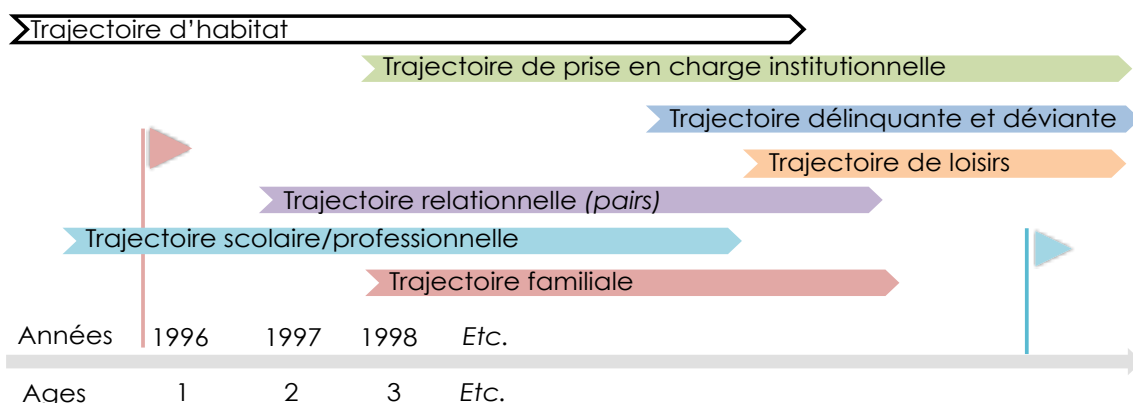 Trajectoire d'habitat
Trajectoire de prise en charge institutionnelle
Trajectoire délinquante et déviante
Trajectoire de loisirs
Trajectoire relationnelle (pairs)
Trajectoire scolaire/professionnelle
Trajectoire familiale
Années 1996 1997 1998 Etc.
Ages 1 2 3 Etc.